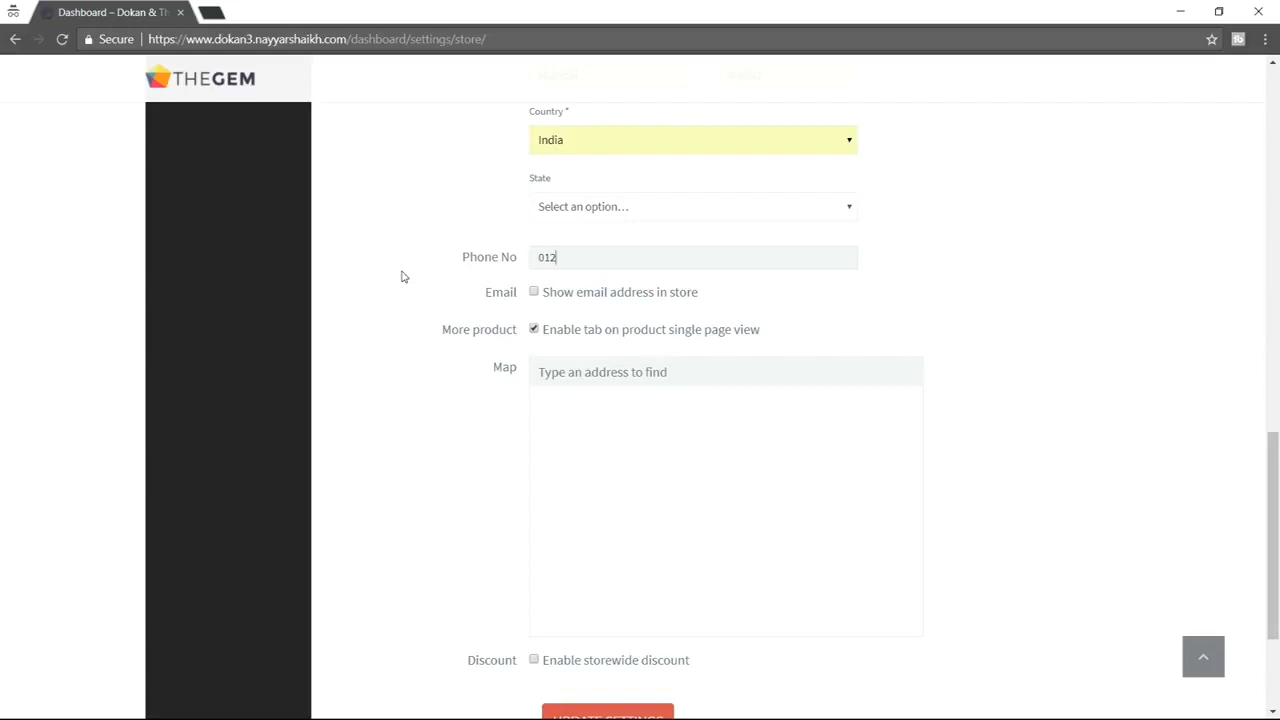 Dashboard – Dokan & Th
Secure https://www.dokan3.nayyarshaikh.com/dashboard/settings/store/
THEGEM
Country *
India
State
Select an option...
Phone No 012
Email Show email address in store
More product Enable tab on product single page view
Map Type an address to find
Discount Enable storewide discount
UPDATE SETTINGS